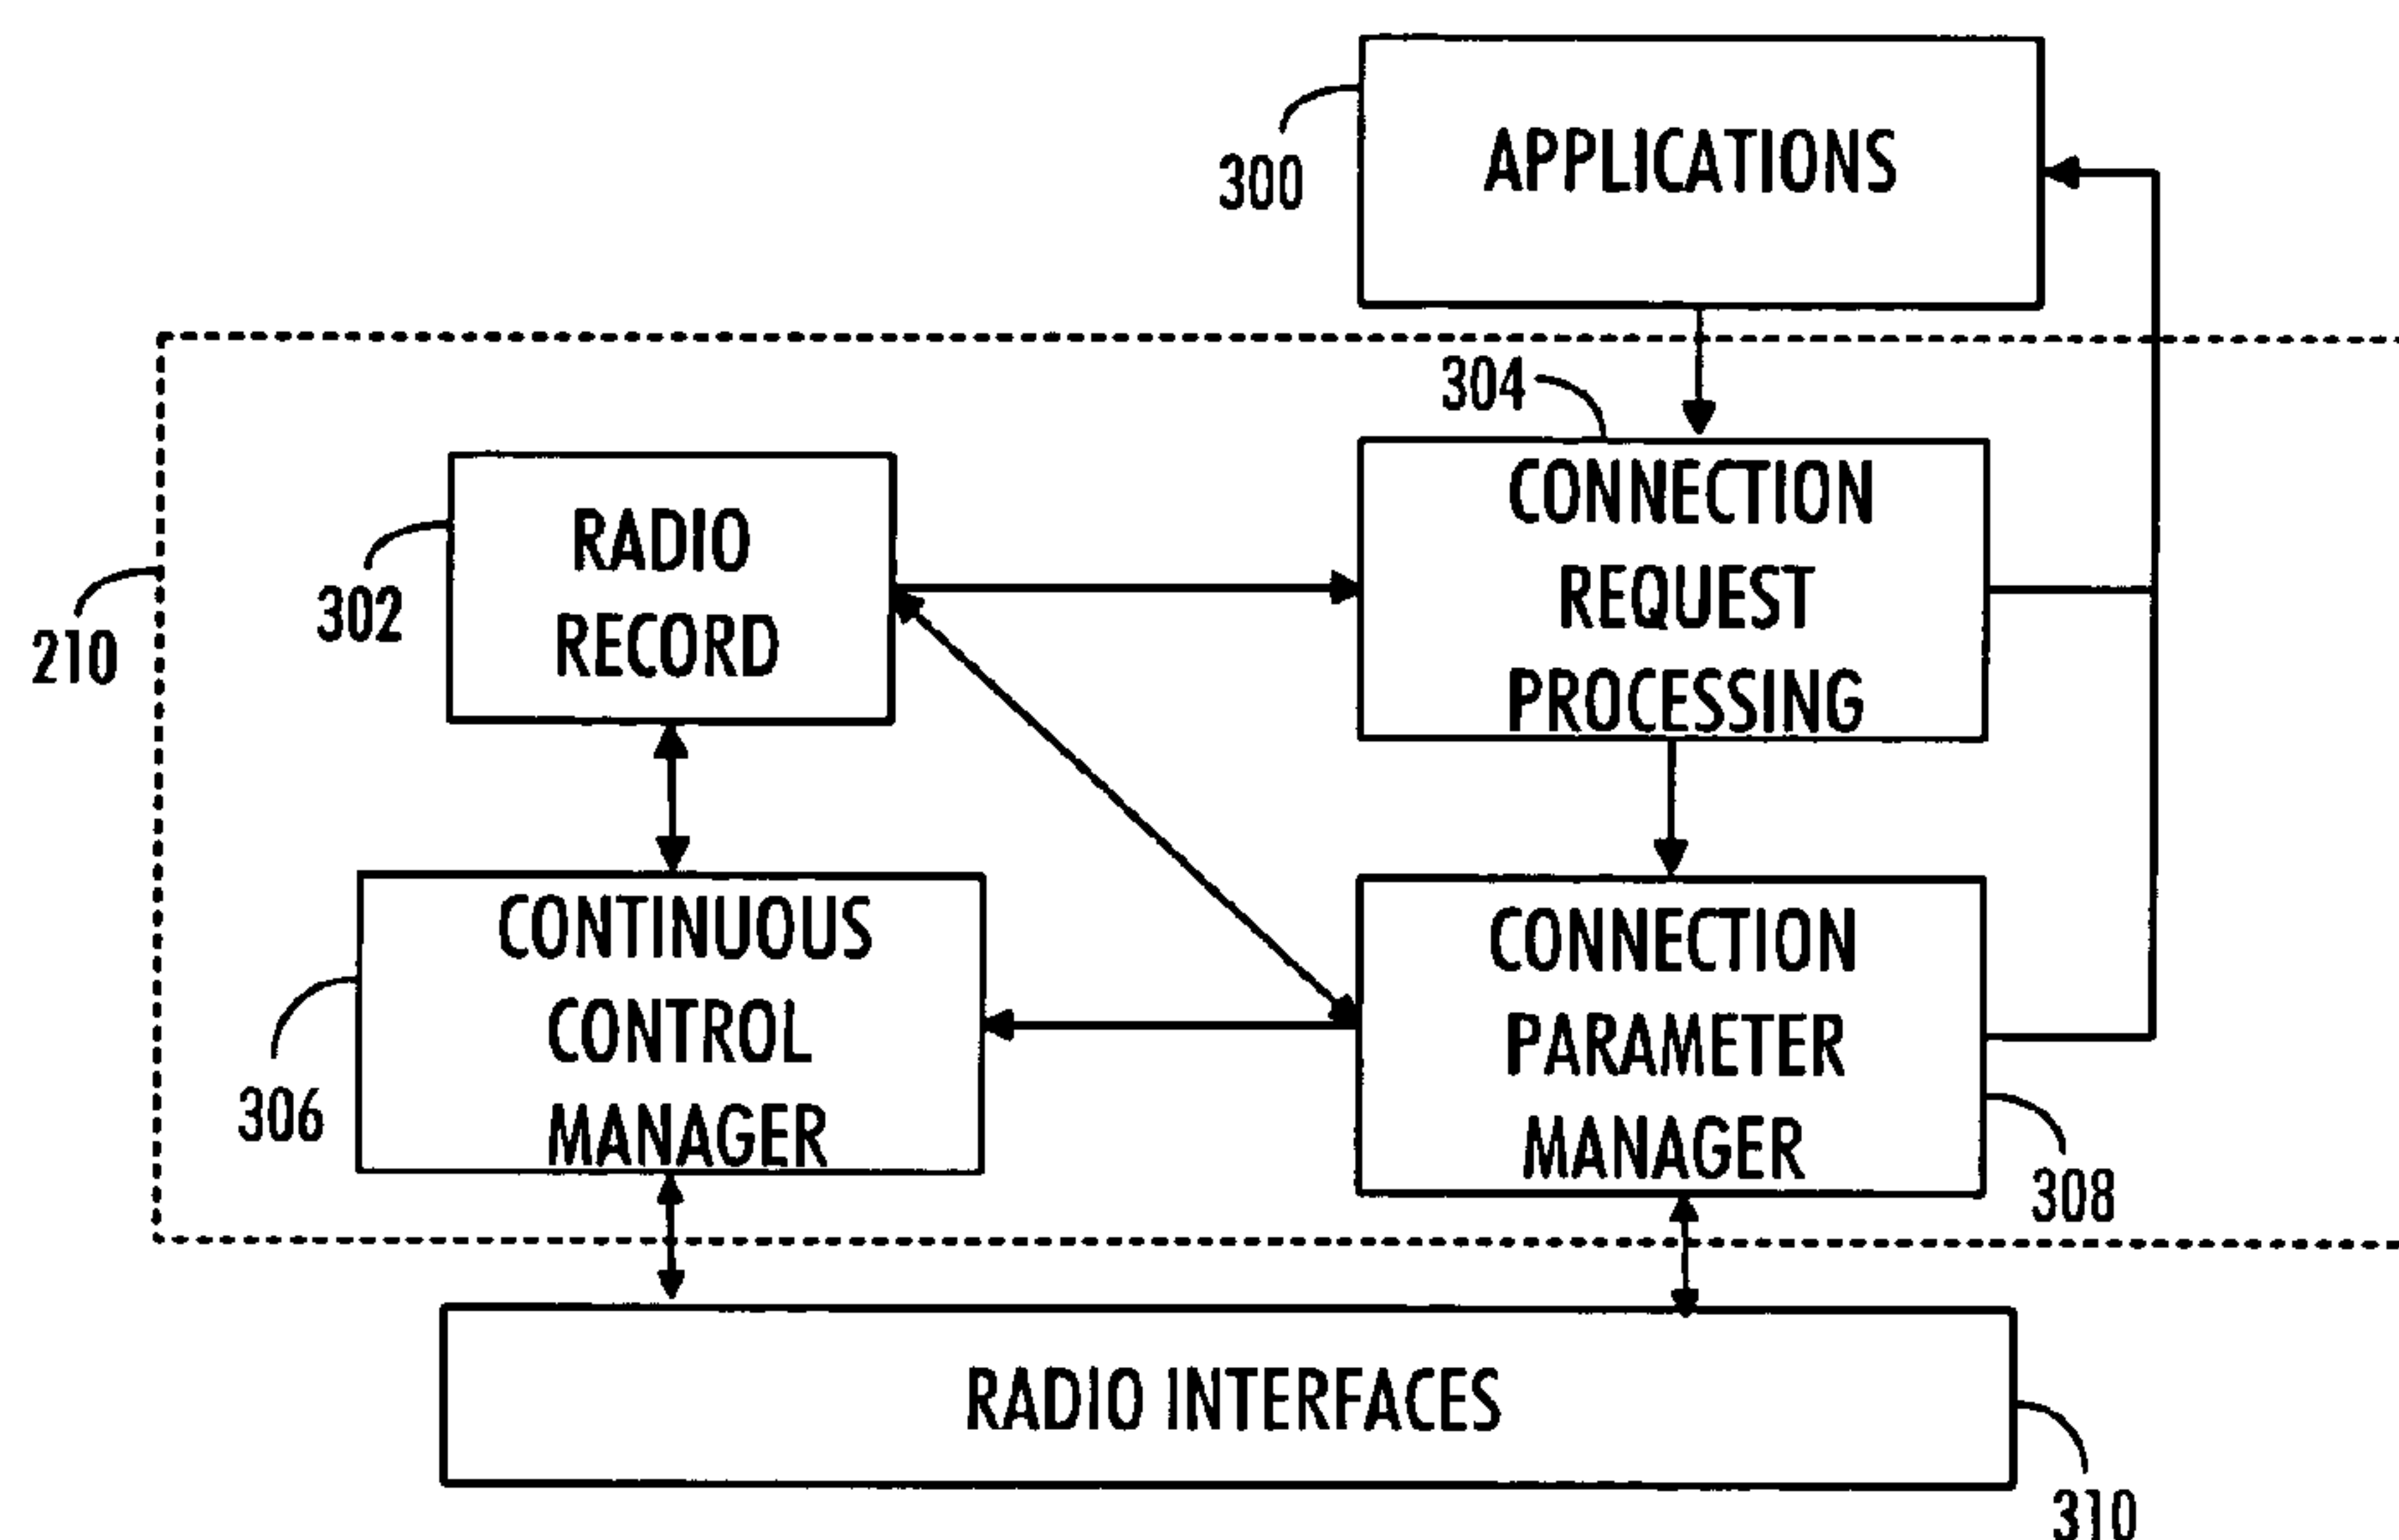 APPLICATIONS
300
304
CONNECTION
REQUEST
PROCESSING
RADIO
RECORD
302
210
CONTINUOUS
CONTROL
MANAGER
306
CONNECTION
PARAMETER
MANAGER
308
RADIO INTERFACES
310